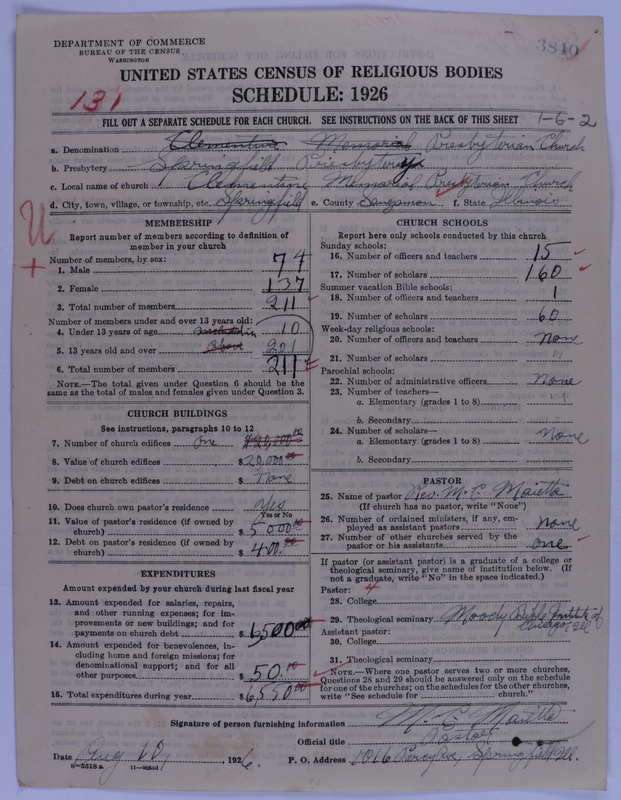 DEPARTMENT OF COMMERCE
BUREAU OF THE CENSUS
WASHINGTON
3840
UNITED STATES CENSUS OF RELIGIOUS BODIES
131
SCHEDULE: 1926
FILL OUT A SEPARATE SCHEDULE FOR EACH CHURCH. SEE INSTRUCTIONS ON THE BACK OF THIS SHEET
1-6-2
a. Denomination Clementine Memorial Presbyterian Church
b. Presbytery Springfield Presbytery
c. Local name of church Clementine Memorial Presbyterian Church
d. City, town, village, or township, etc. Springfield e. County Sangamon f. State Illinois
MEMBERSHIP
Report number of members according to definition of
member in your church
Number of members, by sex:
1. Male 74
2. Female 137
3. Total number of members 211
Number of members under and over 13 years old:
4. Under 13 years of age 10
5. 13 years old and over above 201
6. Total number of members 211
NOTE.—The total given under Question 6 should be the
same as the total of males and females given under Question 3.
CHURCH BUILDINGS
See instructions, paragraphs 10 to 12
7. Number of church edifices one $20,000.00
8. Value of church edifices $ 20,000.00
9. Debt on church edifices $ None
10. Does church own pastor's residence Yes
Yes or No
11. Value of pastor's residence (if owned by
church) $ 5000.00
12. Debt on pastor's residence (if owned by
church) $ 400.00
EXPENDITURES
Amount expended by your church during last fiscal year
13. Amount expended for salaries, repairs,
and other running expenses; for im-
provements or new buildings; and for
payments on church debt $ 6500.00
14. Amount expended for benevolences, in-
cluding home and foreign missions; for
denominational support; and for all
other purposes $ 50.00
15. Total expenditures during year $ 6550.00
CHURCH SCHOOLS
Report here only schools conducted by this church
Sunday schools:
16. Number of officers and teachers 15
17. Number of scholars 160
Summer vacation Bible schools:
18. Number of officers and teachers 1
19. Number of scholars 60
Week-day religious schools:
20. Number of officers and teachers None
21. Number of scholars "
Parochial schools:
22. Number of administrative officers None
23. Number of teachers—
a. Elementary (grades 1 to 8)
b. Secondary
24. Number of scholars—
a. Elementary (grades 1 to 8) None
b. Secondary
PASTOR
25. Name of pastor Rev. M. C. Maietta
(If church has no pastor, write "None")
26. Number of ordained ministers, if any, em-
ployed as assistant pastors None
27. Number of other churches served by the
pastor or his assistants one
If pastor (or assistant pastor) is a graduate of a college or
theological seminary, give name of institution below. (If
not a graduate, write "No" in the space indicated.)
Pastor: 4
28. College
29. Theological seminary Moody Bible Institute of
Chicago, Ill
Assistant pastor:
30. College
31. Theological seminary
NOTE.—Where one pastor serves two or more churches,
Questions 28 and 29 should be answered only on the schedule
for one of the churches; on the schedules for the other churches,
write "See schedule for church."
Signature of person furnishing information M. C. Maietta
Official title Pastor
Date Aug 20, 1926. P. O. Address 2016 Percy Ave, Springfield Ill.
8-5518a 11-9084d